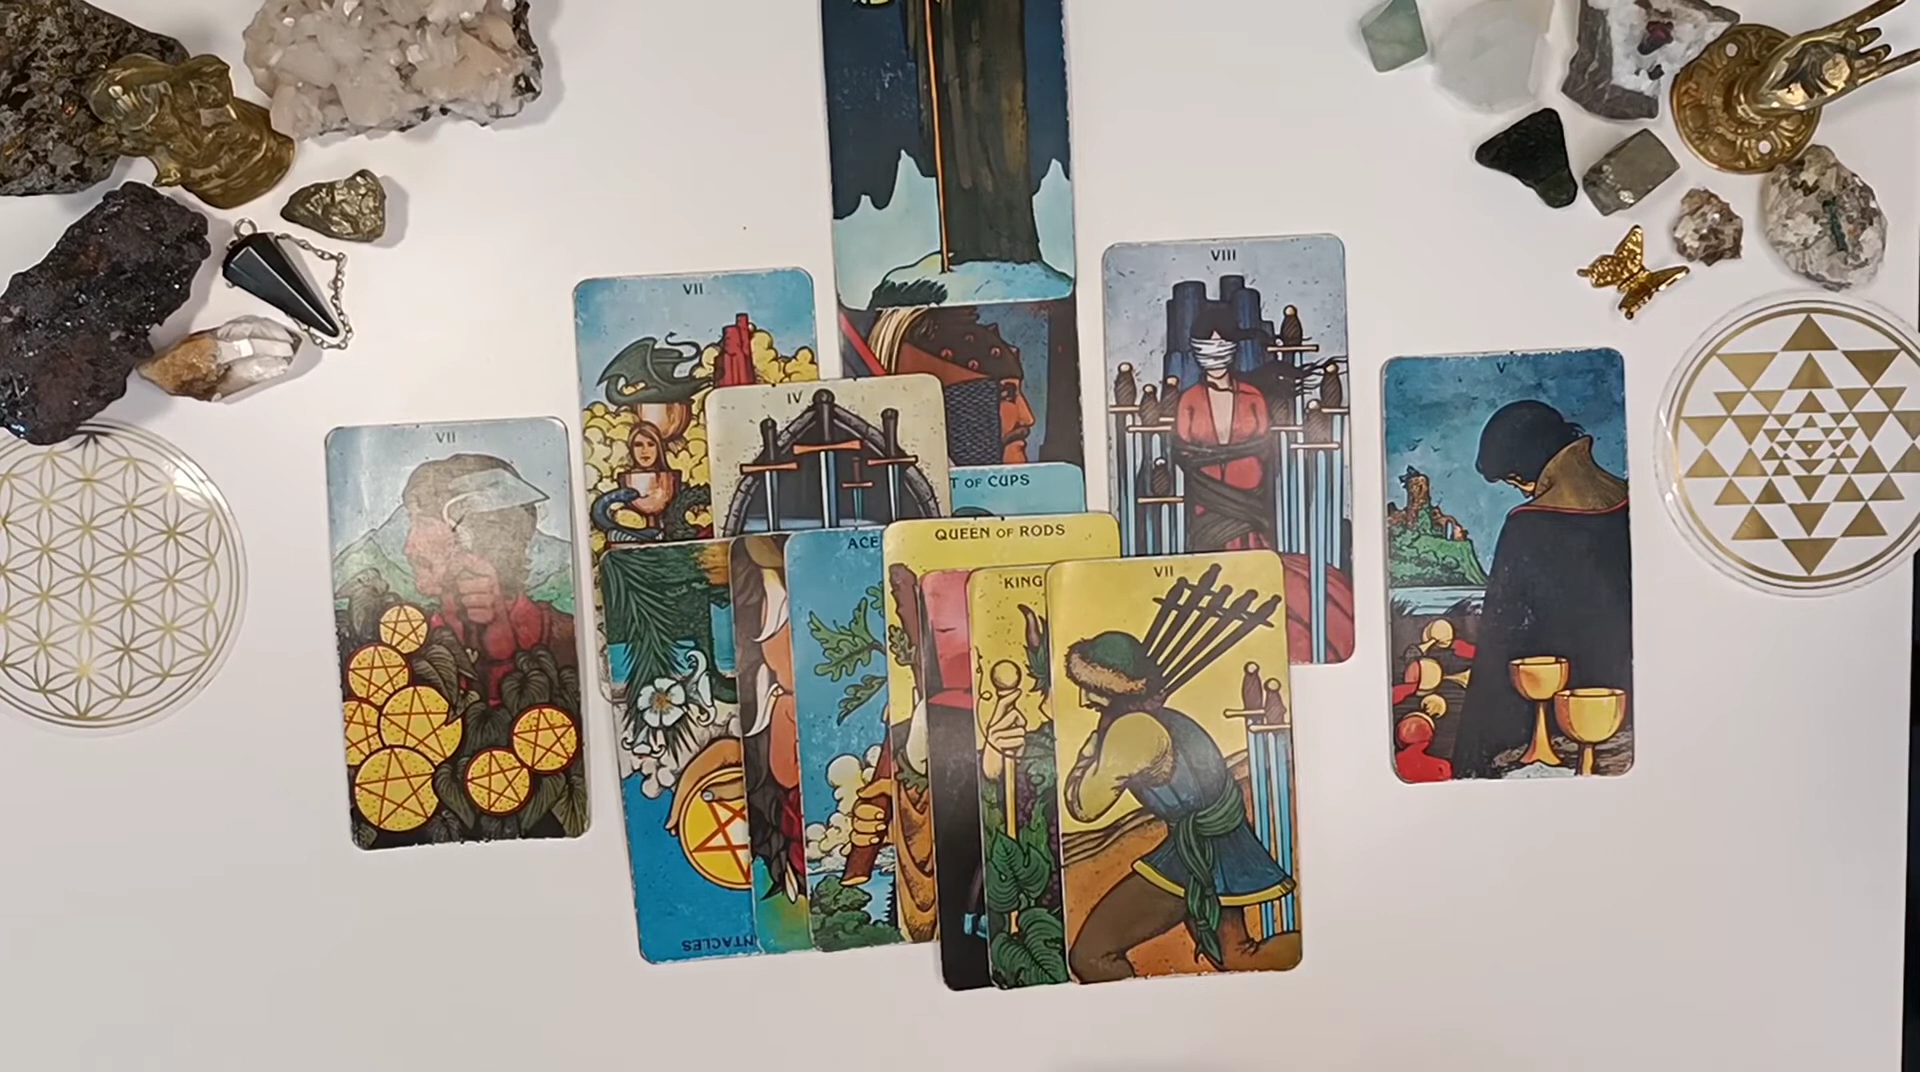 VIII
VII
V
IV
VII
T OF CUPS
QUEEN OF RODS
ACE
VII
KING
NTACLES